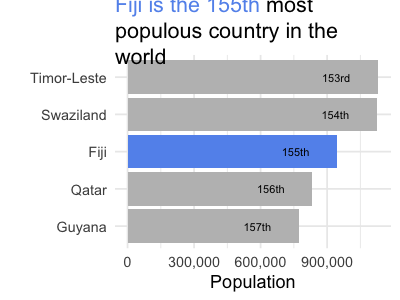 Fiji is the 155th most
populous country in the
world
Timor-Leste 153rd
Swaziland 154th
Fiji 155th
Qatar 156th
Guyana 157th
0 300,000 600,000 900,000
Population